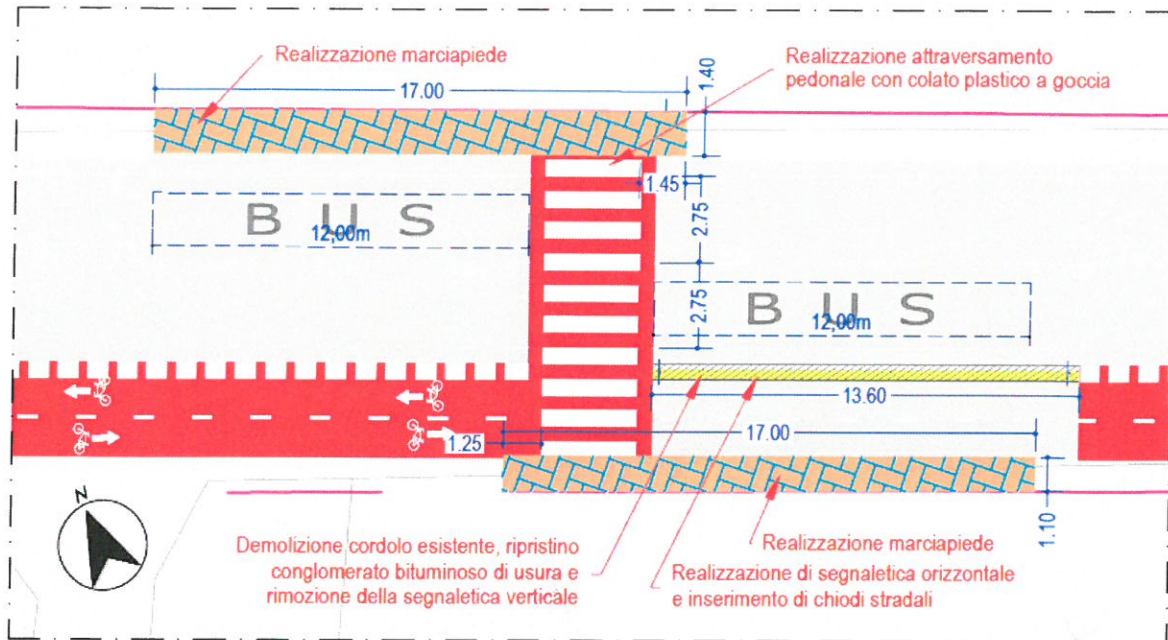 Realizzazione marciapiede
17.00
Realizzazione attraversamento
pedonale con colato plastico a goccia
1.40
1.45
BUS
12,00m
2.75
2.75
BUS
12,00m
13.60
17.00
1.25
1.10
N
Demolizione cordolo esistente, ripristino
conglomerato bituminoso di usura e
rimozione della segnaletica verticale
Realizzazione marciapiede
Realizzazione di segnaletica orizzontale
e inserimento di chiodi stradali